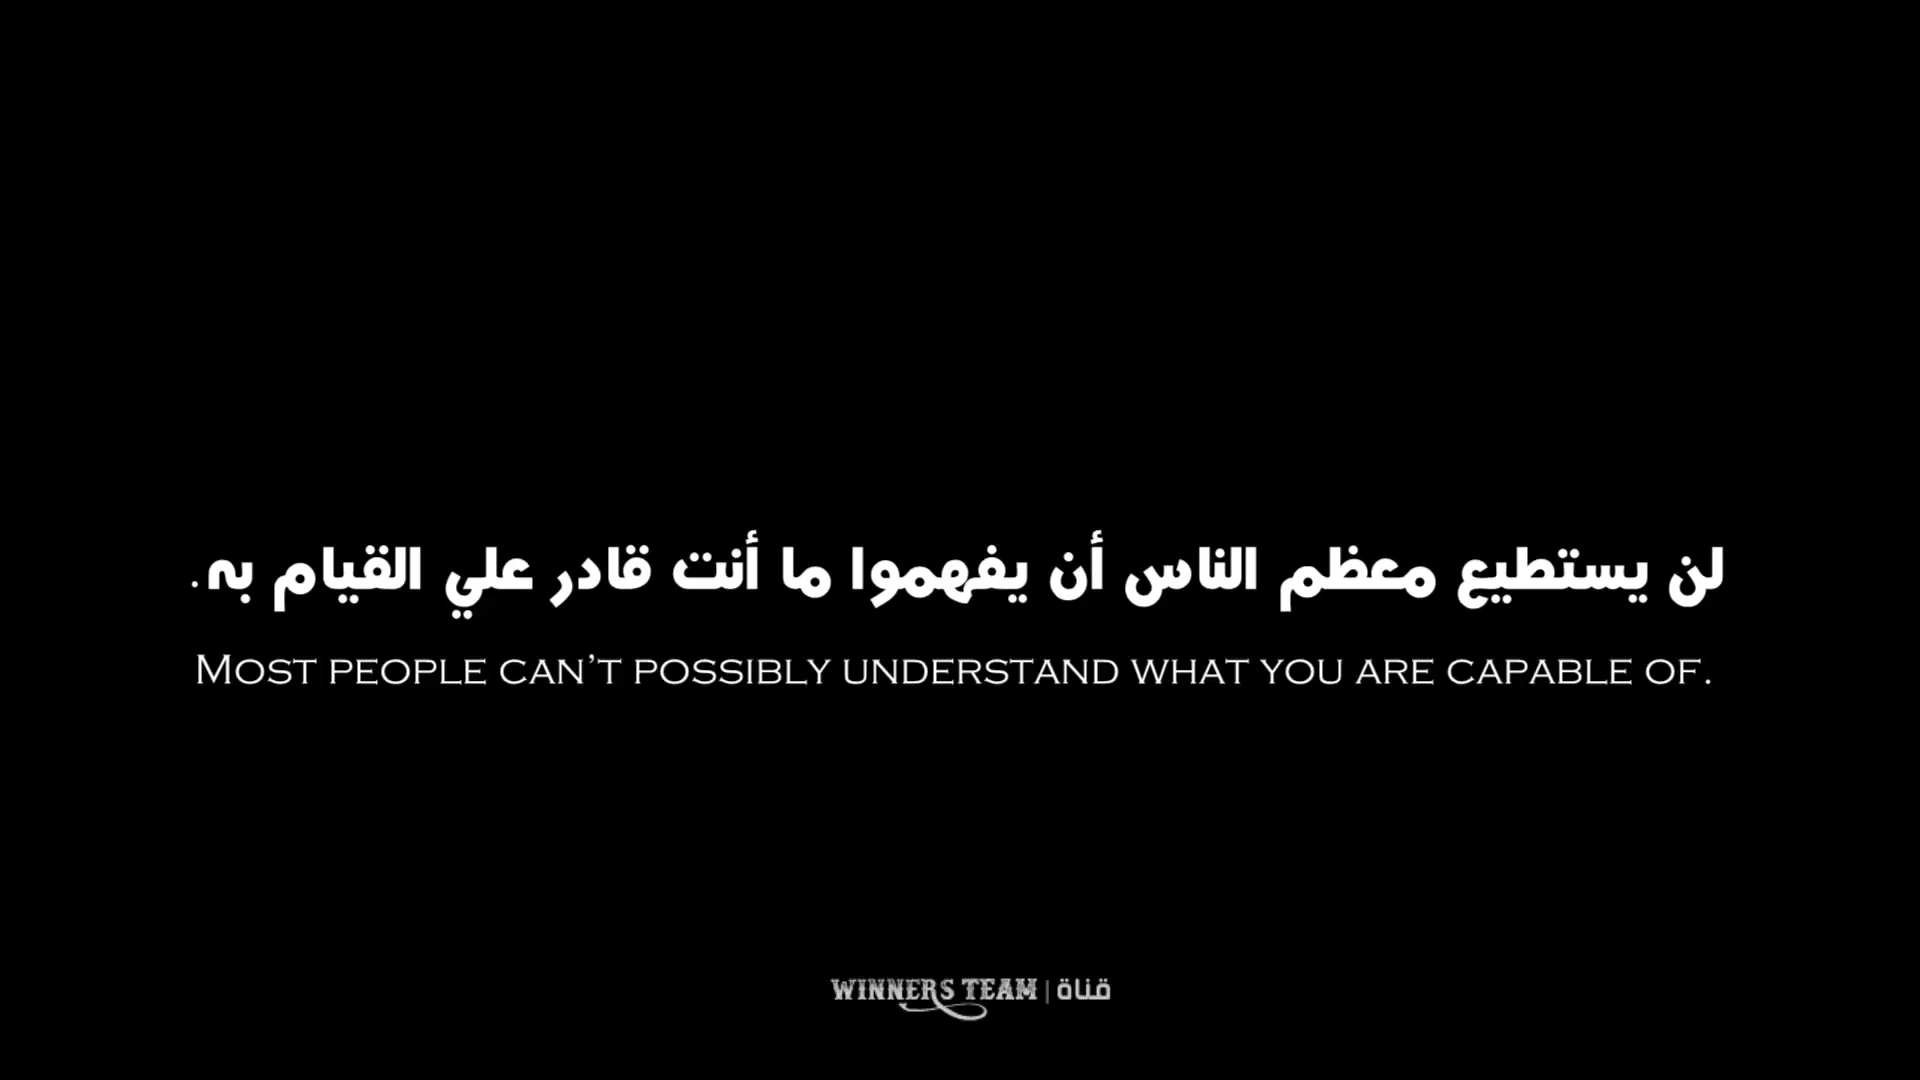 لن يستطيع معظم الناس أن يفهموا ما أنت قادر علي القيام به.
Most people can’t possibly understand what you are capable of.
WINNERS TEAM | قناة